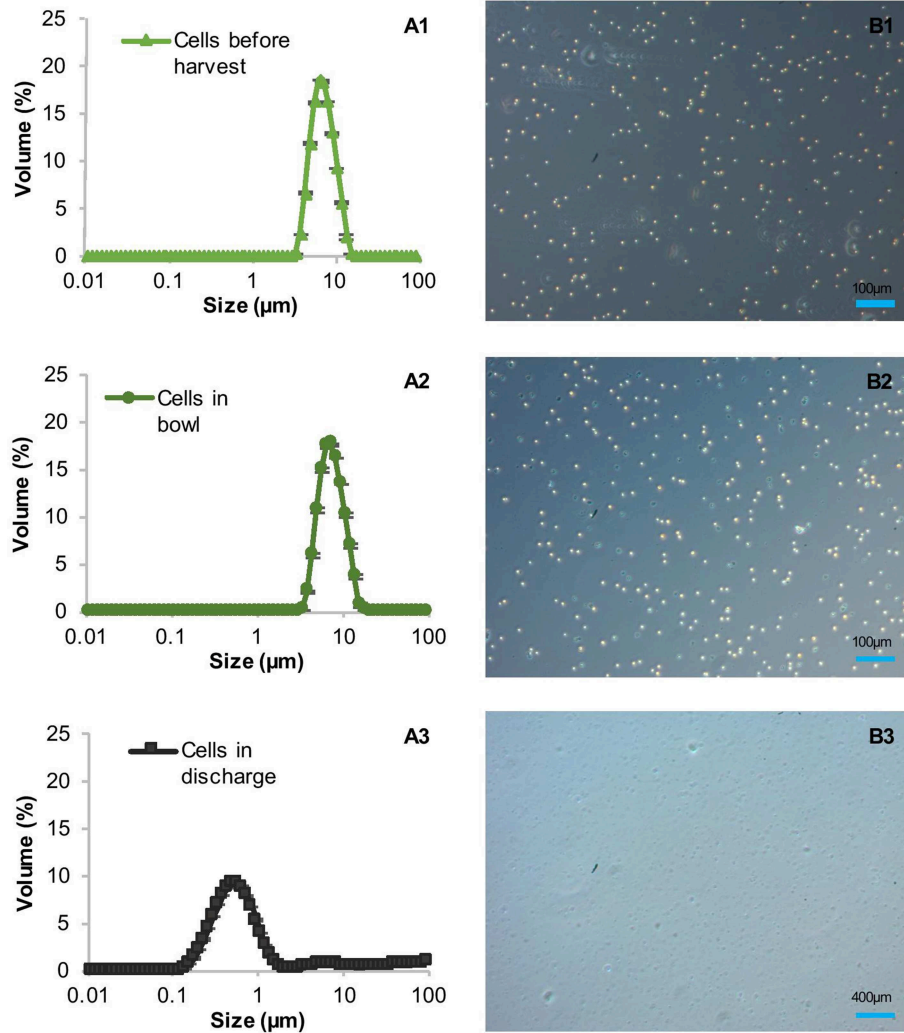 A1
Cells before
harvest
Volume (%)
25
20
15
10
5
0
0.01 0.1 1 10 100
Size (µm)
B1
100µm
A2
Cells in
bowl
Volume (%)
25
20
15
10
5
0
0.01 0.1 1 10 100
Size (µm)
B2
100µm
A3
Cells in
discharge
Volume (%)
25
20
15
10
5
0
0.01 0.1 1 10 100
Size (µm)
B3
400µm